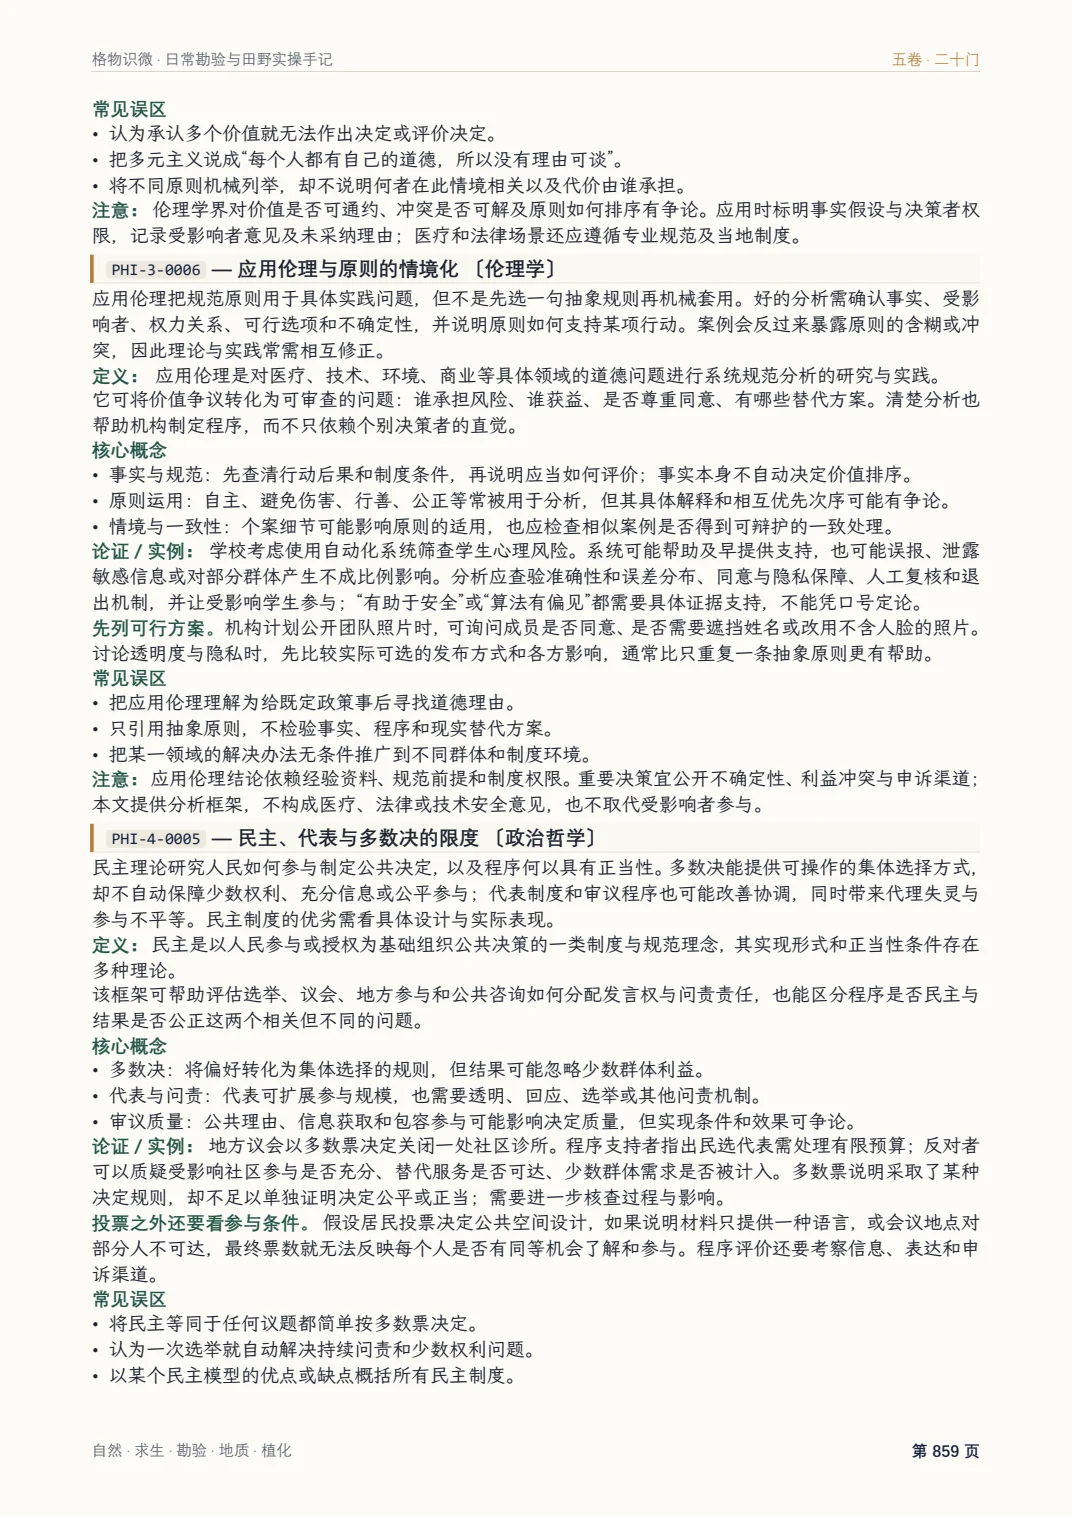 格物识微 · 日常勘验与田野实操手记
五卷 · 二十门
常见误区
• 认为承认多个价值就无法作出决定或评价决定。
• 把多元主义说成“每个人都有自己的道德，所以没有理由可谈”。
• 将不同原则机械列举，却不说明何者在此情境相关以及代价由谁承担。
注意： 伦理学界对价值是否可通约、冲突是否可解及原则如何排序有争论。应用时标明事实假设与决策者权
限，记录受影响者意见及未采纳理由；医疗和法律场景还应遵循专业规范及当地制度。
PHI-3-0006 — 应用伦理与原则的情境化 〔伦理学〕
应用伦理把规范原则用于具体实践问题，但不是先选一句抽象规则再机械套用。好的分析需确认事实、受影
响者、权力关系、可行选项和不确定性，并说明原则如何支持某项行动。案例会反过来暴露原则的含糊或冲
突，因此理论与实践常需相互修正。
定义： 应用伦理是对医疗、技术、环境、商业等具体领域的道德问题进行系统规范分析的研究与实践。
它可将价值争议转化为可审查的问题：谁承担风险、谁获益、是否尊重同意、有哪些替代方案。清楚分析也
帮助机构制定程序，而不只依赖个别决策者的直觉。
核心概念
• 事实与规范：先查清行动后果和制度条件，再说明应当如何评价；事实本身不自动决定价值排序。
• 原则运用：自主、避免伤害、行善、公正等常被用于分析，但其具体解释和相互优先次序可能有争论。
• 情境与一致性：个案细节可能影响原则的适用，也应检查相似案例是否得到可辩护的一致处理。
论证 / 实例： 学校考虑使用自动化系统筛查学生心理风险。系统可能帮助及早提供支持，也可能误报、泄露
敏感信息或对部分群体产生不成比例影响。分析应查验准确性和误差分布、同意与隐私保障、人工复核和退
出机制，并让受影响学生参与；“有助于安全”或“算法有偏见”都需要具体证据支持，不能凭口号定论。
先列可行方案。机构计划公开团队照片时，可询问成员是否同意、是否需要遮挡姓名或改用不含人脸的照片。
讨论透明度与隐私时，先比较实际可选的发布方式和各方影响，通常比只重复一条抽象原则更有帮助。
常见误区
• 把应用伦理理解为给既定政策事后寻找道德理由。
• 只引用抽象原则，不检验事实、程序和现实替代方案。
• 把某一领域的解决办法无条件推广到不同群体和制度环境。
注意： 应用伦理结论依赖经验资料、规范前提和制度权限。重要决策宜公开不确定性、利益冲突与申诉渠道；
本文提供分析框架，不构成医疗、法律或技术安全意见，也不取代受影响者参与。
PHI-4-0005 — 民主、代表与多数决的限度 〔政治哲学〕
民主理论研究人民如何参与制定公共决定，以及程序何以具有正当性。多数决能提供可操作的集体选择方式，
却不自动保障少数权利、充分信息或公平参与；代表制度和审议程序也可能改善协调，同时带来代理失灵与
参与不平等。民主制度的优劣需看具体设计与实际表现。
定义： 民主是以人民参与或授权为基础组织公共决策的一类制度与规范理念，其实现形式和正当性条件存在
多种理论。
该框架可帮助评估选举、议会、地方参与和公共咨询如何分配发言权与问责责任，也能区分程序是否民主与
结果是否公正这两个相关但不同的问题。
核心概念
• 多数决：将偏好转化为集体选择的规则，但结果可能忽略少数群体利益。
• 代表与问责：代表可扩展参与规模，也需要透明、回应、选举或其他问责机制。
• 审议质量：公共理由、信息获取和包容参与可能影响决定质量，但实现条件和效果可争论。
论证 / 实例： 地方议会以多数票决定关闭一处社区诊所。程序支持者指出民选代表需处理有限预算；反对者
可以质疑受影响社区参与是否充分、替代服务是否可达、少数群体需求是否被计入。多数票说明采取了某种
决定规则，却不足以单独证明决定公平或正当；需要进一步核查过程与影响。
投票之外还要看参与条件。假设居民投票决定公共空间设计，如果说明材料只提供一种语言，或会议地点对
部分人不可达，最终票数就无法反映每个人是否有同等机会了解和参与。程序评价还要考察信息、表达和申
诉渠道。
常见误区
• 将民主等同于任何议题都简单按多数票决定。
• 认为一次选举就自动解决持续问责和少数权利问题。
• 以某个民主模型的优点或缺点概括所有民主制度。
自然 · 求生 · 勘验 · 地质 · 植化
第 859 页